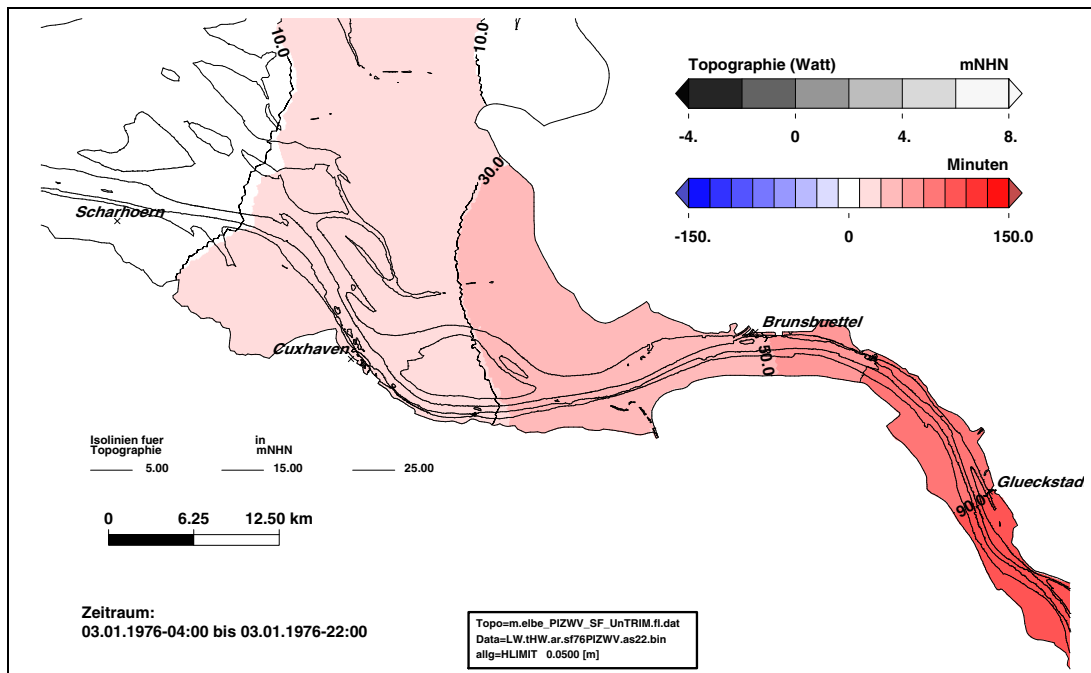 10.0
10.0
Topographie (Watt) mNHN
-4. 0 4. 8.
Minuten
-150. 0 150.0
30.0
Scharhoern
Brunsbuettel
Cuxhaven
50.0
Isolinien fuer Topographie in mNHN
5.00 15.00 25.00
Glueckstad
90.0
0 6.25 12.50 km
Zeitraum:
03.01.1976-04:00 bis 03.01.1976-22:00
Topo=m.elbe_PIZWV_SF_UnTRIM.fl.dat
Data=LW.tHW.ar.sf76PIZWV.as22.bin
allg=HLIMIT 0.0500 [m]